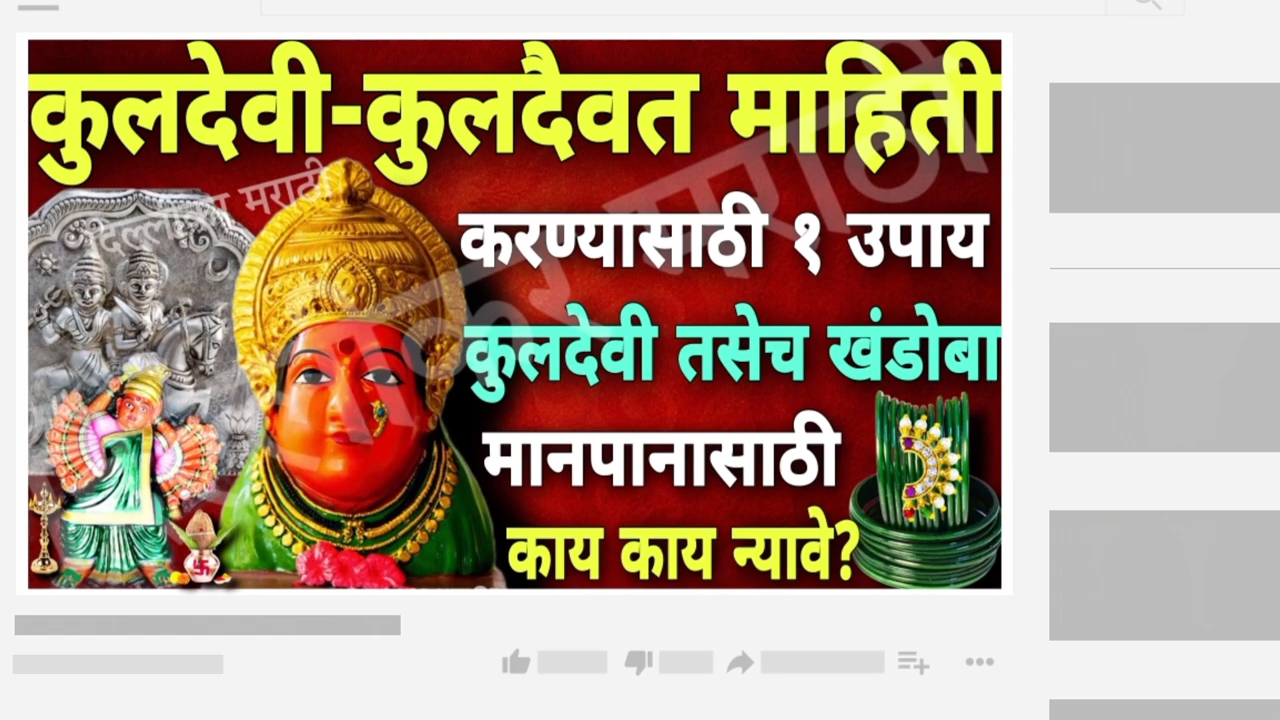 कुलदेवी-कुलदैवत माहिती
करण्यासाठी १ उपाय
कुलदेवी तसेच खंडोबा
मानपानासाठी
काय काय न्यावे?